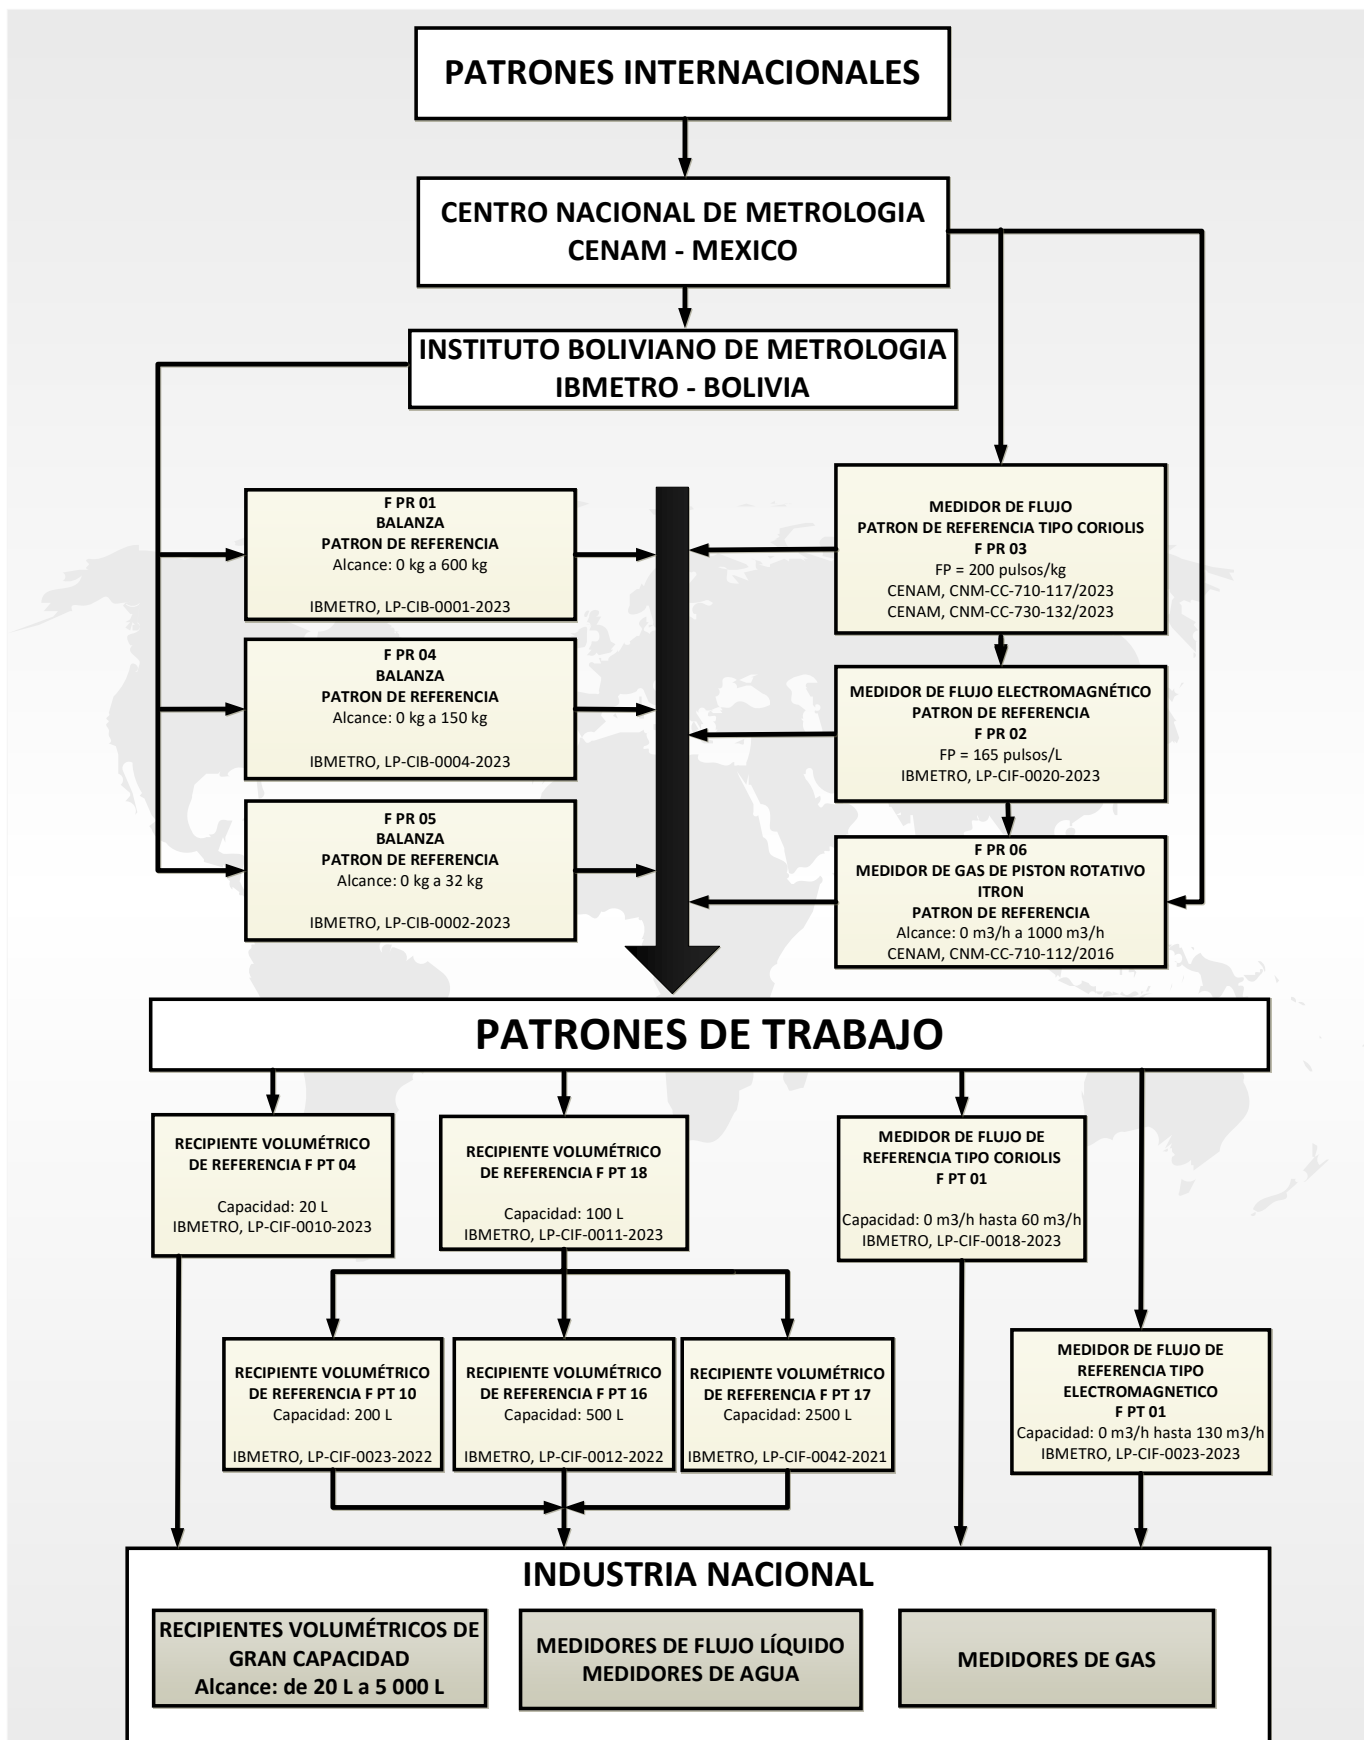 PATRONES INTERNACIONALES
CENTRO NACIONAL DE METROLOGIA
CENAM - MEXICO
INSTITUTO BOLIVIANO DE METROLOGIA
IBMETRO - BOLIVIA
F PR 01
BALANZA
PATRON DE REFERENCIA
Alcance: 0 kg a 600 kg
IBMETRO, LP-CIB-0001-2023
F PR 04
BALANZA
PATRON DE REFERENCIA
Alcance: 0 kg a 150 kg
IBMETRO, LP-CIB-0004-2023
F PR 05
BALANZA
PATRON DE REFERENCIA
Alcance: 0 kg a 32 kg
IBMETRO, LP-CIB-0002-2023
MEDIDOR DE FLUJO
PATRON DE REFERENCIA TIPO CORIOLIS
F PR 03
FP = 200 pulsos/kg
CENAM, CNM-CC-710-117/2023
CENAM, CNM-CC-730-132/2023
MEDIDOR DE FLUJO ELECTROMAGNÉTICO
PATRON DE REFERENCIA
F PR 02
FP = 165 pulsos/L
IBMETRO, LP-CIF-0020-2023
F PR 06
MEDIDOR DE GAS DE PISTON ROTATIVO
ITRON
PATRON DE REFERENCIA
Alcance: 0 m3/h a 1000 m3/h
CENAM, CNM-CC-710-112/2016
PATRONES DE TRABAJO
RECIPIENTE VOLUMÉTRICO
DE REFERENCIA F PT 04
Capacidad: 20 L
IBMETRO, LP-CIF-0010-2023
RECIPIENTE VOLUMÉTRICO
DE REFERENCIA F PT 18
Capacidad: 100 L
IBMETRO, LP-CIF-0011-2023
MEDIDOR DE FLUJO DE
REFERENCIA TIPO CORIOLIS
F PT 01
Capacidad: 0 m3/h hasta 60 m3/h
IBMETRO, LP-CIF-0018-2023
RECIPIENTE VOLUMÉTRICO
DE REFERENCIA F PT 10
Capacidad: 200 L
IBMETRO, LP-CIF-0023-2022
RECIPIENTE VOLUMÉTRICO
DE REFERENCIA F PT 16
Capacidad: 500 L
IBMETRO, LP-CIF-0012-2022
RECIPIENTE VOLUMÉTRICO
DE REFERENCIA F PT 17
Capacidad: 2500 L
IBMETRO, LP-CIF-0042-2021
MEDIDOR DE FLUJO DE
REFERENCIA TIPO
ELECTROMAGNETICO
F PT 01
Capacidad: 0 m3/h hasta 130 m3/h
IBMETRO, LP-CIF-0023-2023
INDUSTRIA NACIONAL
RECIPIENTES VOLUMÉTRICOS DE
GRAN CAPACIDAD
Alcance: de 20 L a 5 000 L
MEDIDORES DE FLUJO LÍQUIDO
MEDIDORES DE AGUA
MEDIDORES DE GAS